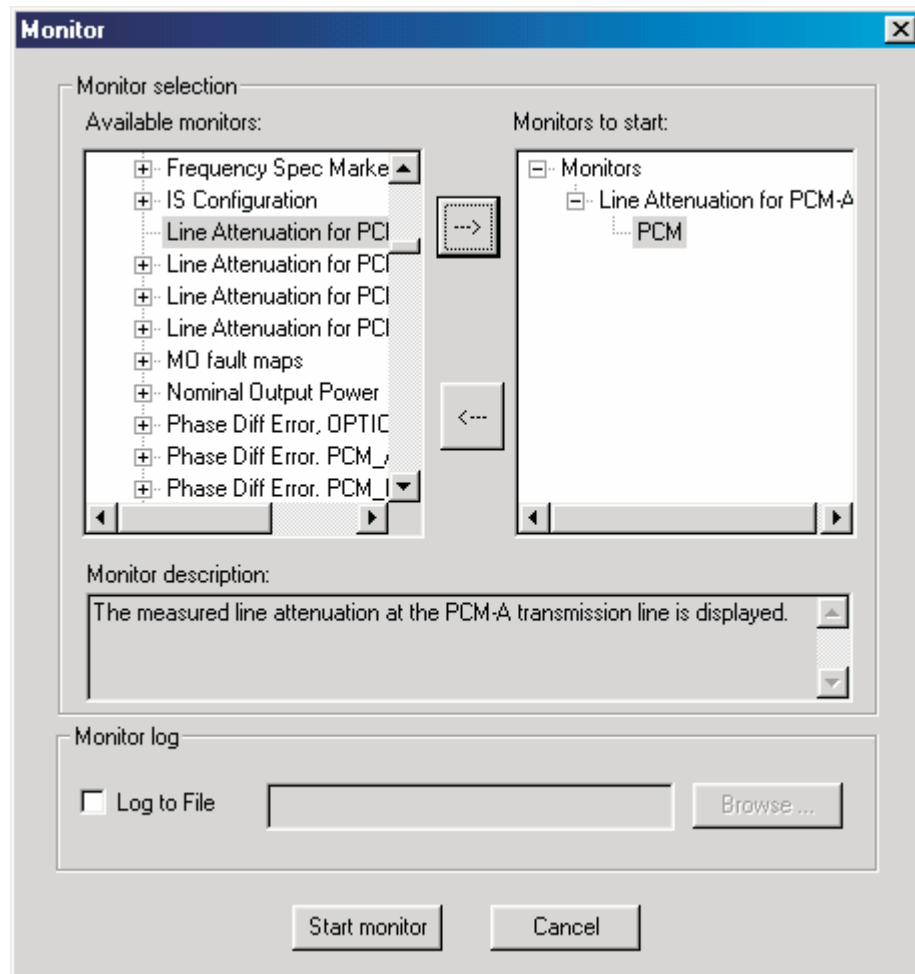 Monitor
Monitor selection
Available monitors:
Frequency Spec Marke
IS Configuration
Line Attenuation for PCI
Line Attenuation for PCI
Line Attenuation for PCI
Line Attenuation for PCI
MO fault maps
Nominal Output Power
Phase Diff Error, OPTIC
Phase Diff Error. PCM_
Phase Diff Error. PCM_
--->
<---
Monitors to start:
Monitors
Line Attenuation for PCM-A
PCM
Monitor description:
The measured line attenuation at the PCM-A transmission line is displayed.
Monitor log
Log to File
Browse ...
Start monitor
Cancel